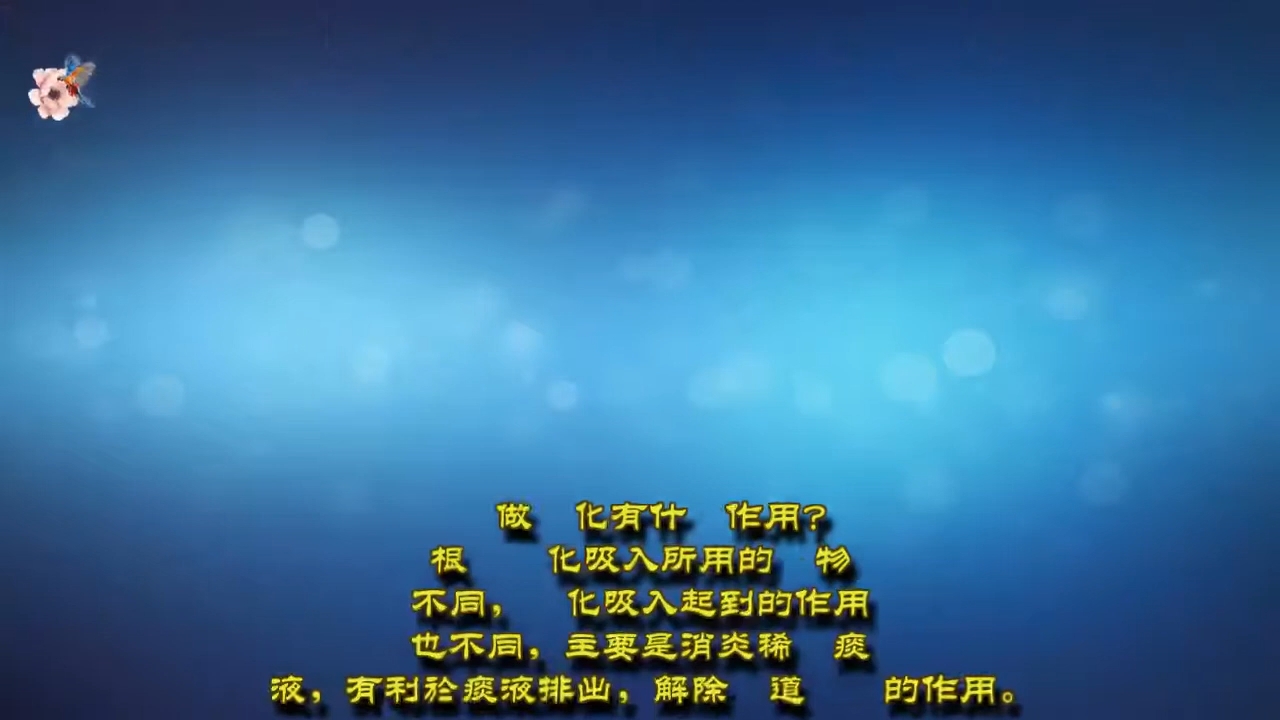 做 化有什 作用？
根 化吸入所用的 物
不同， 化吸入起到的作用
也不同，主要是消炎稀 痰
液，有利於痰液排出，解除 道 的作用。